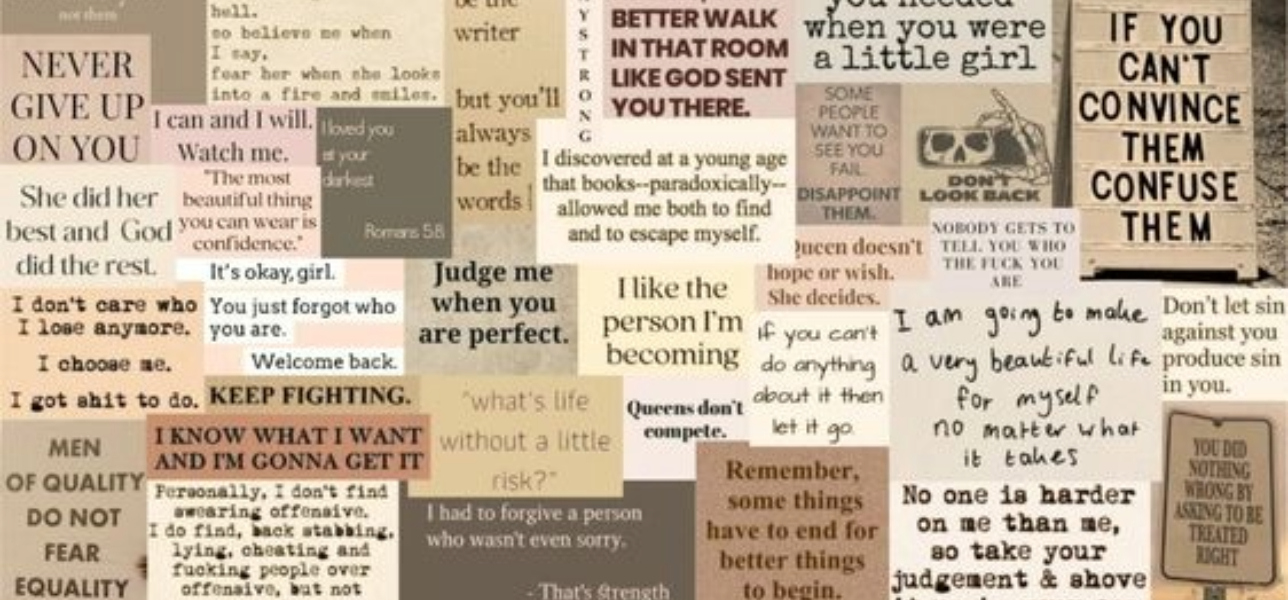 not them
NEVER
GIVE UP
ON YOU
hell.
so believe me when
I say,
fear her when she looks
into a fire and smiles.
be the
writer
but you'll
always
be the
words
Y
S
T
R
O
N
G
BETTER WALK
IN THAT ROOM
LIKE GOD SENT
YOU THERE.
you needed
when you were
a little girl
IF YOU
CAN'T
CONVINCE
THEM
CONFUSE
THEM
I can and I will.
Watch me.
I loved you
at your
darkest
Romans 5:8
SOME
PEOPLE
WANT TO
SEE YOU
FAIL.
DISAPPOINT
THEM.
DON'T
LOOK BACK
I discovered at a young age
that books--paradoxically--
allowed me both to find
and to escape myself.
She did her
best and God
did the rest.
"The most
beautiful thing
you can wear is
confidence."
Queen doesn't
hope or wish.
She decides.
NOBODY GETS TO
TELL YOU WHO
THE FUCK YOU
ARE
It's okay, girl.
You just forgot who
you are.
Welcome back.
Judge me
when you
are perfect.
I like the
person I'm
becoming
I don't care who
I lose anymore.
I choose me.
I got shit to do.
if you can't
do anything
about it then
let it go.
I am going to make
a very beautiful life
for myself
no matter what
it takes
Don't let sin
against you
produce sin
in you.
KEEP FIGHTING.
"what's life
without a little
risk?"
Queens don't
compete.
MEN
OF QUALITY
DO NOT
FEAR
EQUALITY
I KNOW WHAT I WANT
AND I'M GONNA GET IT
Personally, I don't find
swearing offensive.
I do find, back stabbing,
lying, cheating and
fucking people over
offensive, but not
I had to forgive a person
who wasn't even sorry.
- That's strength
Remember,
some things
have to end for
better things
to begin.
No one is harder
on me than me,
so take your
judgement & shove
YOU DID
NOTHING
WRONG BY
ASKING TO BE
TREATED
RIGHT